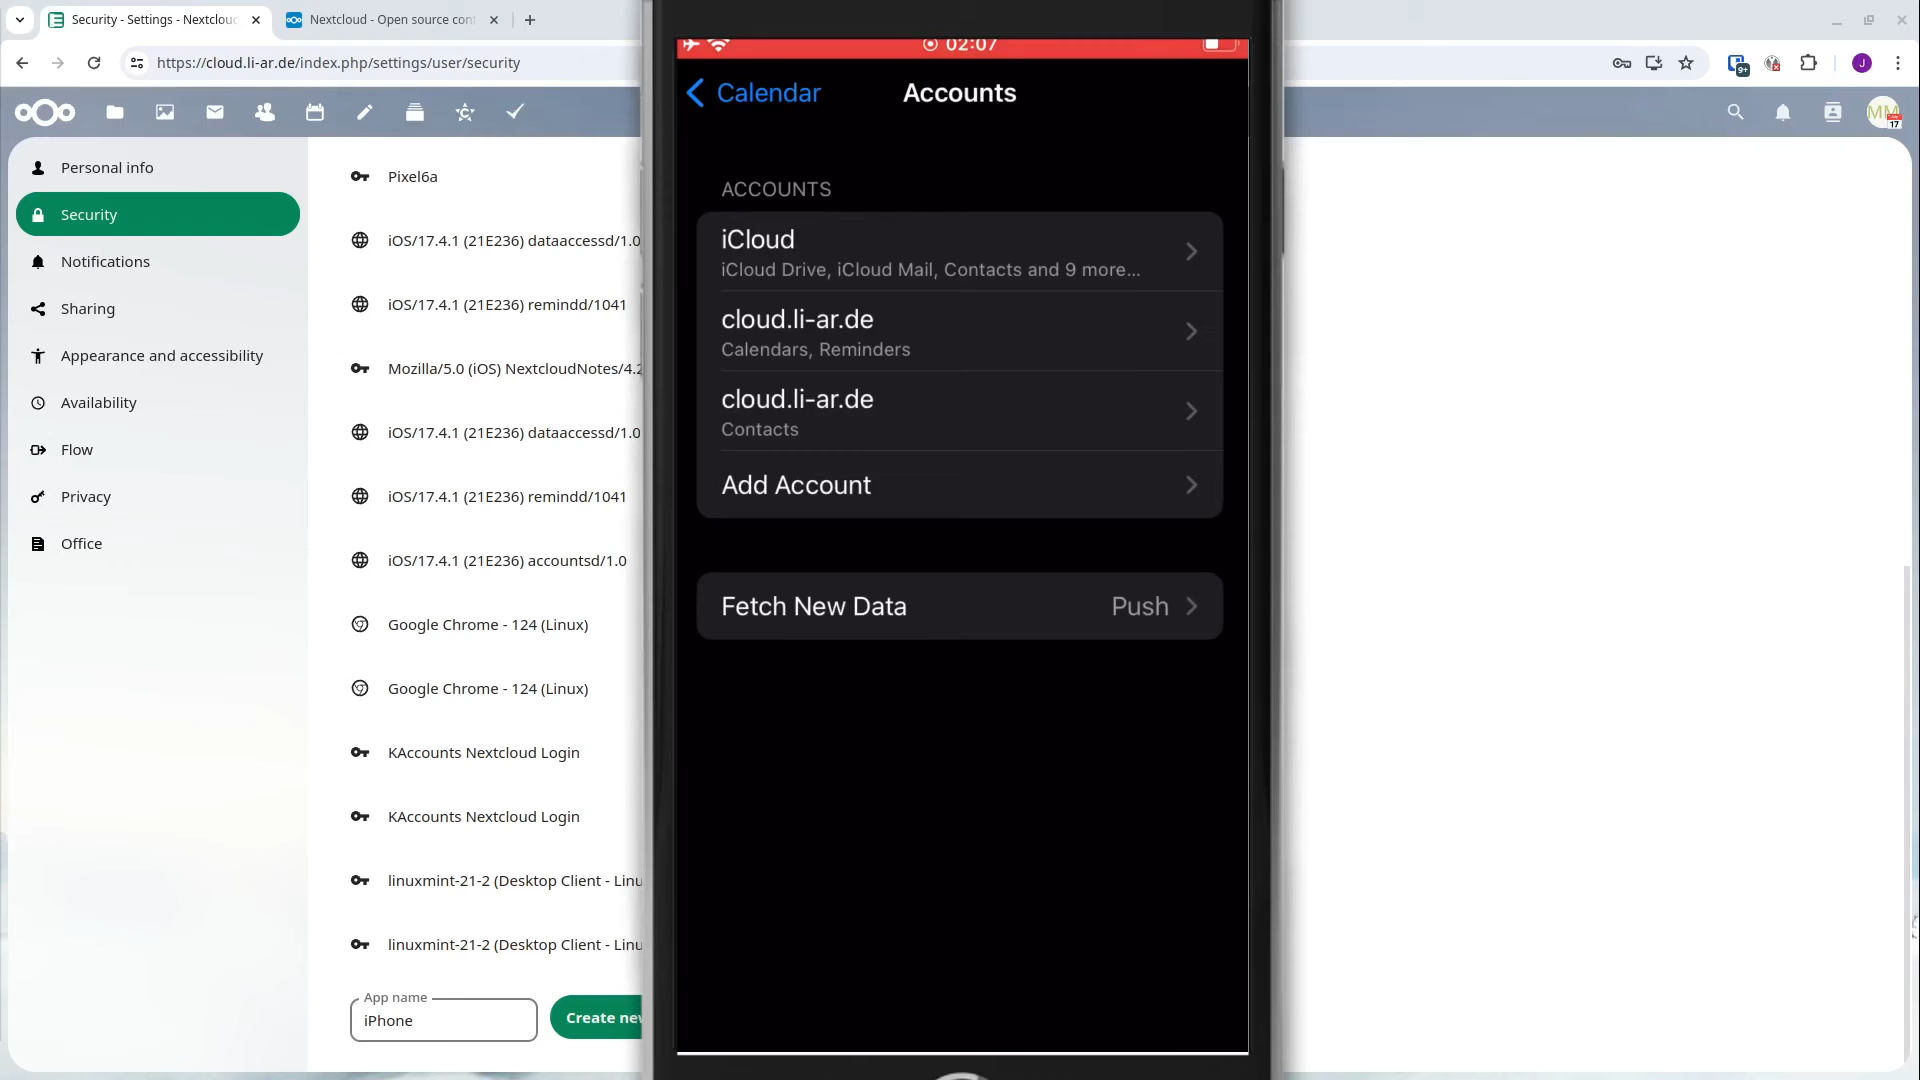 Security - Settings - Nextclou
Nextcloud - Open source con
https://cloud.li-ar.de/index.php/settings/user/security
9+
J
MM
17
Personal info
Security
Notifications
Sharing
Appearance and accessibility
Availability
Flow
Privacy
Office
Pixel6a
iOS/17.4.1 (21E236) dataaccessd/1.0
iOS/17.4.1 (21E236) remindd/1041
Mozilla/5.0 (iOS) NextcloudNotes/4.2
iOS/17.4.1 (21E236) dataaccessd/1.0
iOS/17.4.1 (21E236) remindd/1041
iOS/17.4.1 (21E236) accountsd/1.0
Google Chrome - 124 (Linux)
Google Chrome - 124 (Linux)
KAccounts Nextcloud Login
KAccounts Nextcloud Login
linuxmint-21-2 (Desktop Client - Linu
linuxmint-21-2 (Desktop Client - Linu
App name
iPhone
Create new
02:07
Calendar
Accounts
ACCOUNTS
iCloud
iCloud Drive, iCloud Mail, Contacts and 9 more...
cloud.li-ar.de
Calendars, Reminders
cloud.li-ar.de
Contacts
Add Account
Fetch New Data
Push